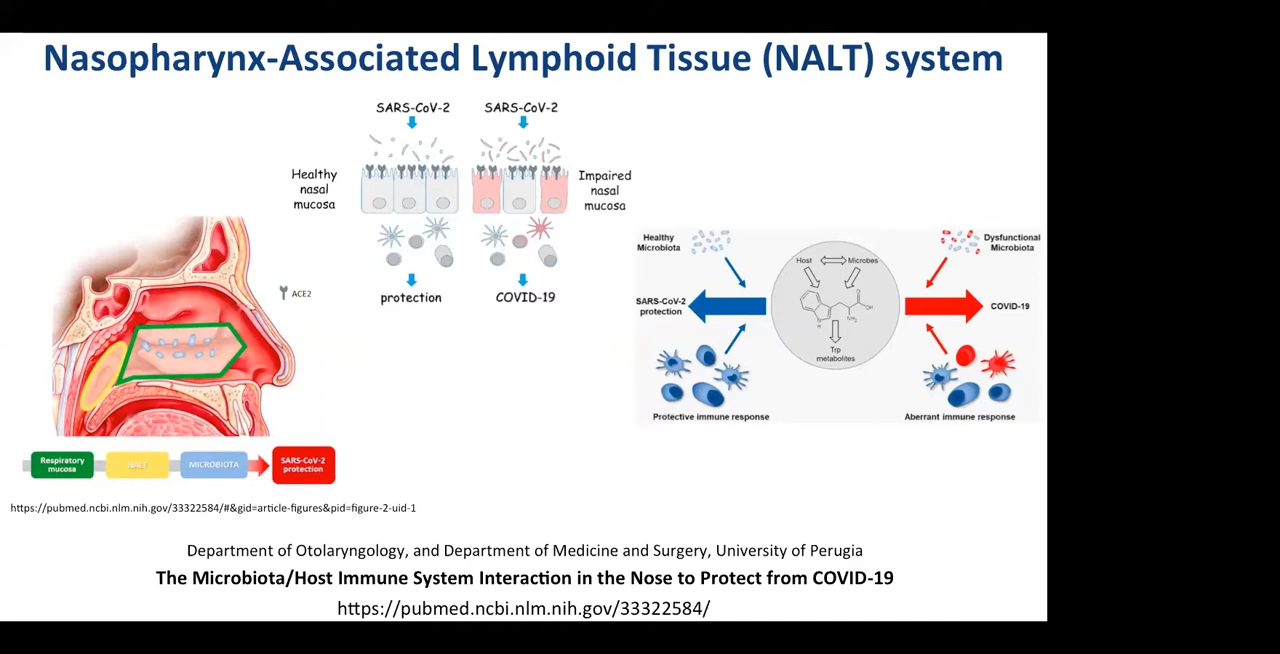 Nasopharynx-Associated Lymphoid Tissue (NALT) system
SARS-CoV-2
SARS-CoV-2
Healthy
nasal
mucosa
Impaired
nasal
mucosa
protection
COVID-19
ACE2
Respiratory
mucosa
NALT
MICROBIOTA
SARS-CoV-2
protection
Healthy
Microbiota
Dysfunctional
Microbiota
Host
Microbes
SARS-CoV-2
protection
COVID-19
O
OH
NH₂
N
H
Trp
metabolites
Protective immune response
Aberrant immune response
https://pubmed.ncbi.nlm.nih.gov/33322584/#&gid=article-figures&pid=figure-2-uid-1
Department of Otolaryngology, and Department of Medicine and Surgery, University of Perugia
The Microbiota/Host Immune System Interaction in the Nose to Protect from COVID-19
https://pubmed.ncbi.nlm.nih.gov/33322584/